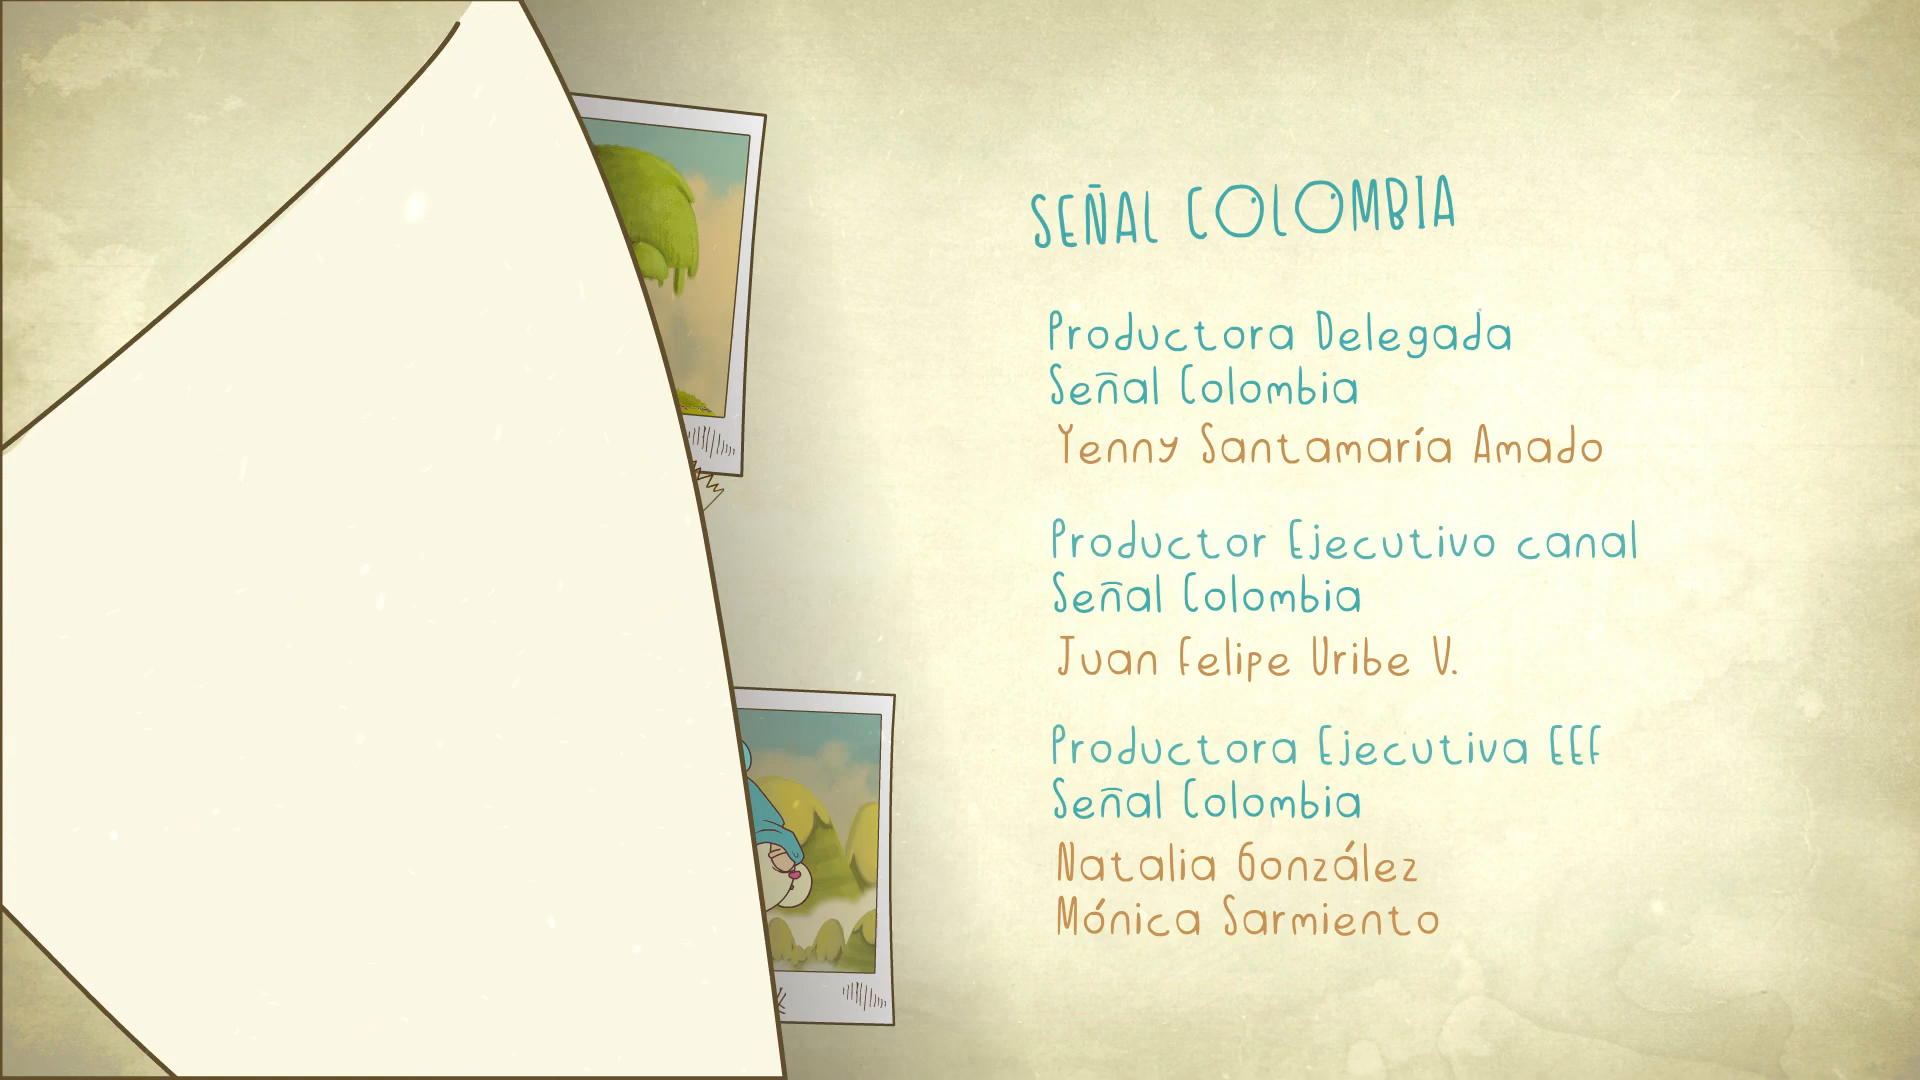 SEÑAL COLOMBIA
Productora Delegada
Señal Colombia
Yenny Santamaría Amado
Productor Ejecutivo canal
Señal Colombia
Juan Felipe Uribe V.
Productora Ejecutiva EEF
Señal Colombia
Natalia González
Mónica Sarmiento